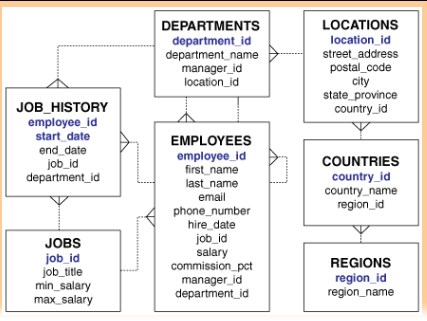 DEPARTMENTS
department_id
department_name
manager_id
location_id
LOCATIONS
location_id
street_address
postal_code
city
state_province
country_id
JOB_HISTORY
employee_id
start_date
end_date
job_id
department_id
EMPLOYEES
employee_id
first_name
last_name
email
phone_number
hire_date
job_id
salary
commission_pct
manager_id
department_id
COUNTRIES
country_id
country_name
region_id
JOBS
job_id
job_title
min_salary
max_salary
REGIONS
region_id
region_name